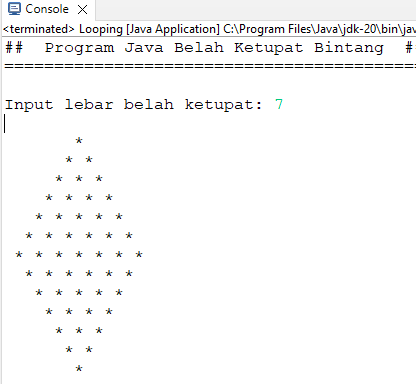 Console
<terminated> Looping [Java Application] C:\Program Files\Java\jdk-20\bin\jav
##  Program Java Belah Ketupat Bintang  #
==========================================
Input lebar belah ketupat: 7
       *
      * *
     * * *
    * * * *
   * * * * *
  * * * * * *
 * * * * * * *
  * * * * * *
   * * * * *
    * * * *
     * * *
      * *
       *